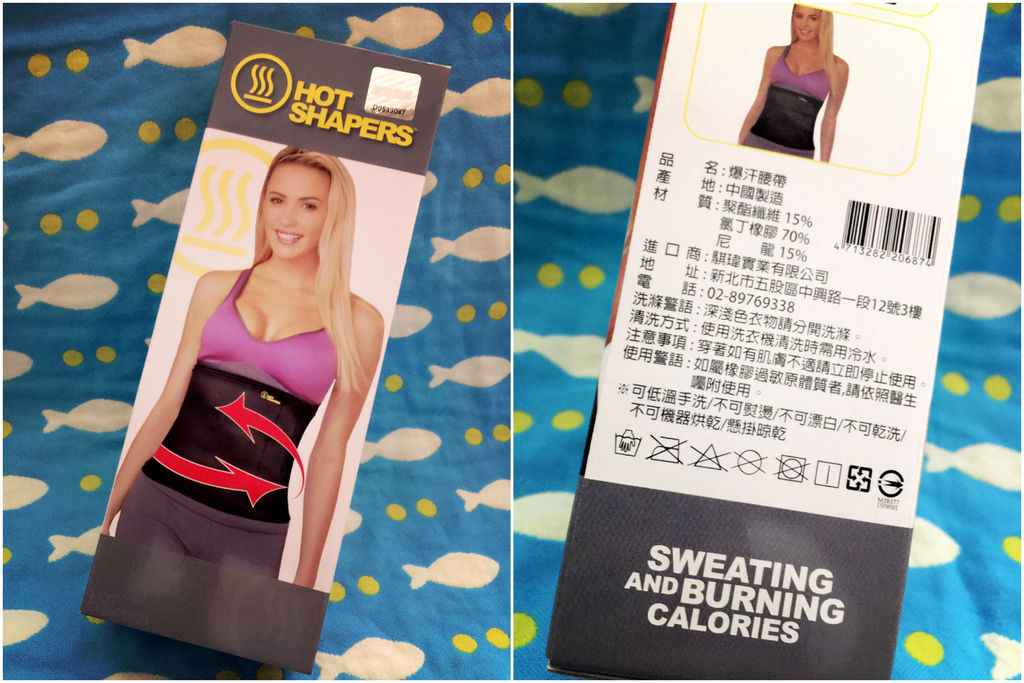 HOT
SHAPERS™
D0539047
HOT
SHAPERS
品 名：爆汗腰帶
產 地：中國製造
材 質：聚酯纖維 15%
氯丁橡膠 70%
尼 龍 15%
4 713282 206874
進 口 商：騏瑋實業有限公司
地 址：新北市五股區中興路一段12號3樓
電 話：02-89769338
洗滌警語：深淺色衣物請分開洗滌。
清洗方式：使用洗衣機清洗時需用冷水。
注意事項：穿著如有肌膚不適請立即停止使用。
使用警語：如屬橡膠過敏原體質者,請依照醫生
囑咐使用。
※可低溫手洗/不可熨燙/不可漂白/不可乾洗/
不可機器烘乾/懸掛晾乾
M39377
1509001
SWEATING
AND BURNING
CALORIES